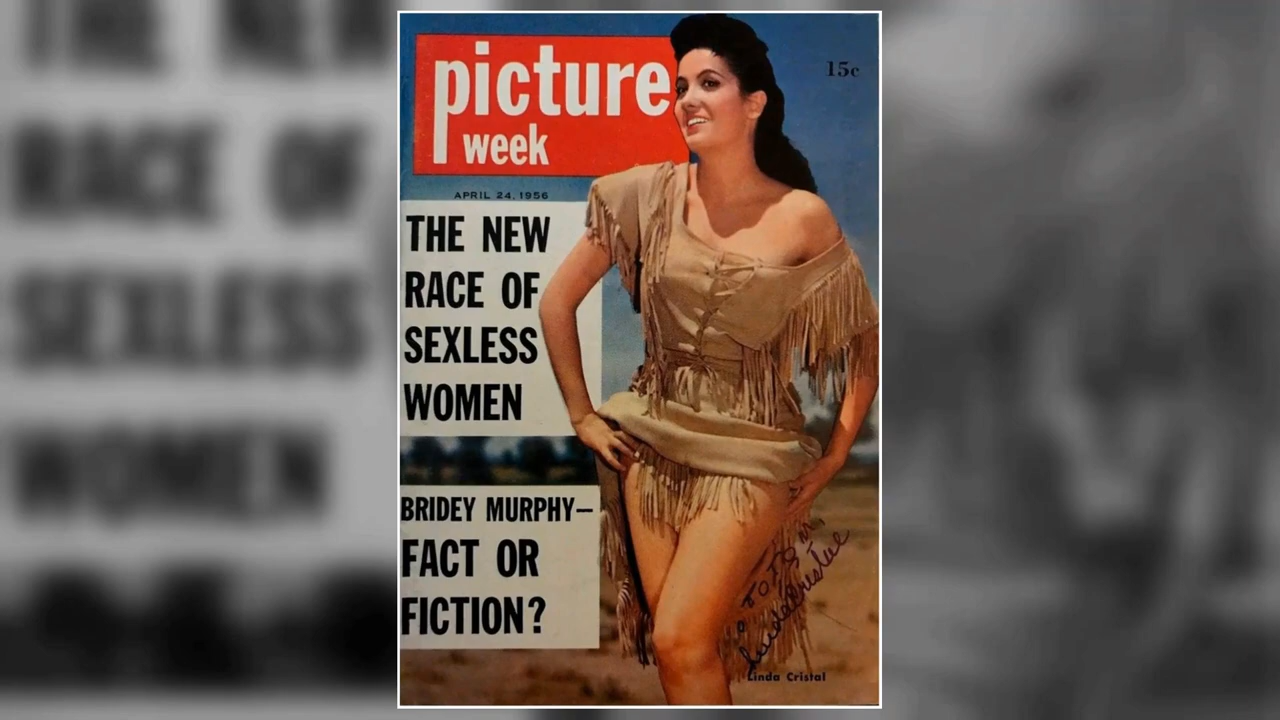 picture
week
15c
APRIL 24, 1956
THE NEW
RACE OF
SEXLESS
WOMEN
BRIDEY MURPHY—
FACT OR
FICTION?
Linda Cristal